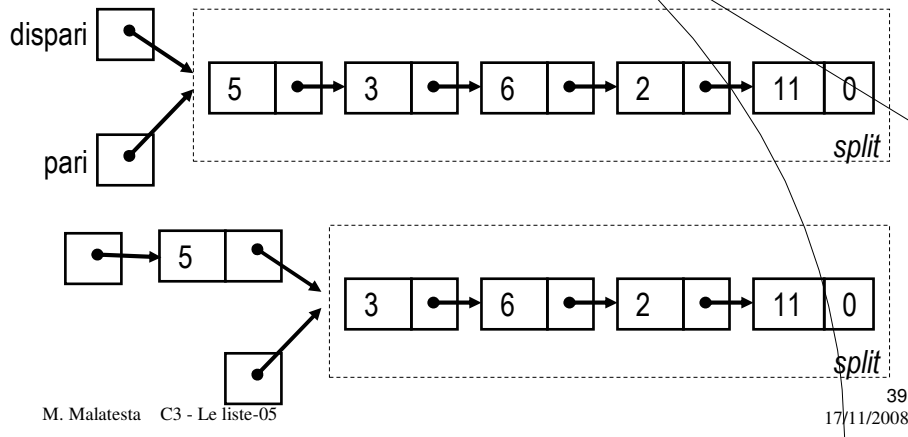 dispari
5 3 6 2 11 0
pari
split
5
3 6 2 11 0
split
39
M. Malatesta C3 - Le liste-05
17/11/2008